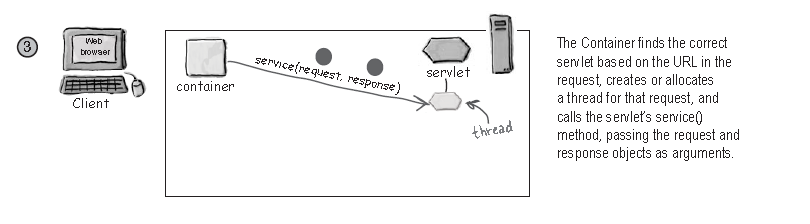 3
Web
browser
Client
container
service(request, response)
servlet
thread
The Container finds the correct
servlet based on the URL in the
request, creates or allocates
a thread for that request, and
calls the servlet's service()
method, passing the request and
response objects as arguments.